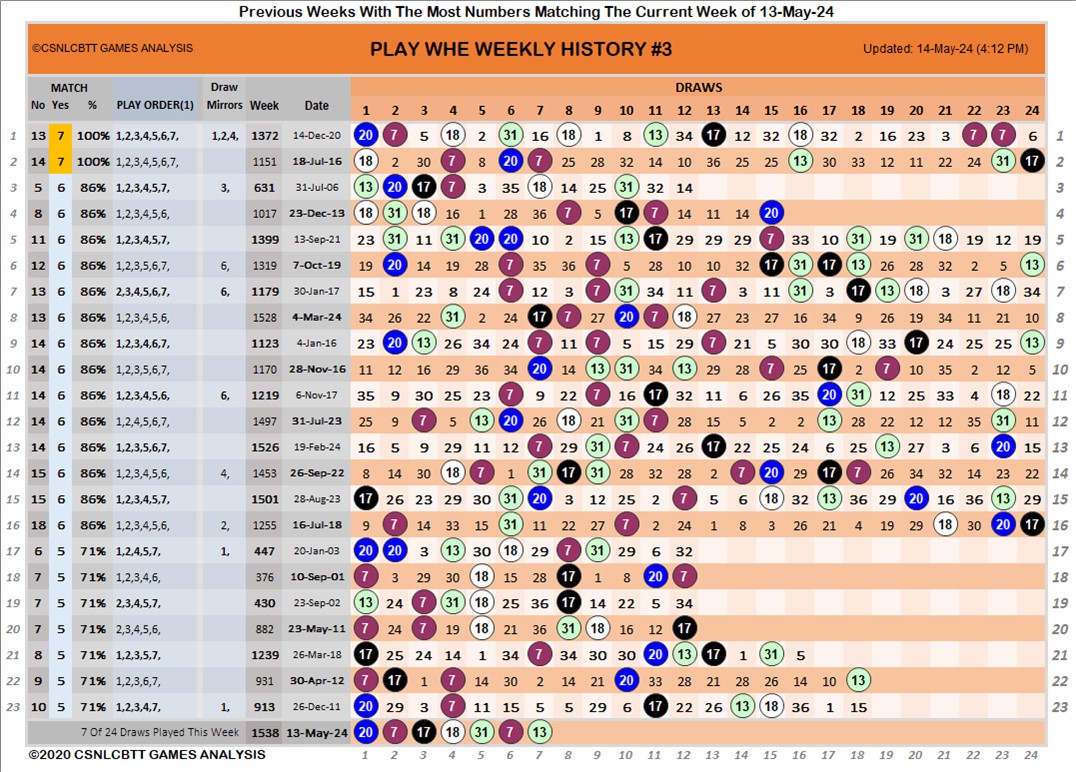 Previous Weeks With The Most Numbers Matching The Current Week of 13-May-24
©CSNLCBTT GAMES ANALYSIS PLAY WHE WEEKLY HISTORY #3 Updated: 14-May-24 (4:12 PM)
MATCH Draw DRAWS
No Yes % PLAY ORDER(1) Mirrors Week Date 1 2 3 4 5 6 7 8 9 10 11 12 13 14 15 16 17 18 19 20 21 22 23 24
1 13 7 100% 1,2,3,4,5,6,7, 1,2,4, 1372 14-Dec-20 20 7 5 18 2 31 16 18 1 8 13 34 17 12 32 16 32 2 16 23 3 7 7 6 1
2 14 7 100% 1,2,3,4,5,6,7, 1151 18-Jul-16 18 2 30 7 8 20 7 25 28 32 14 10 36 25 25 13 30 33 12 11 22 24 31 17 2
3 5 6 86% 1,2,3,4,5,7, 3, 631 31-Jul-06 13 20 17 7 3 35 18 14 25 31 32 14 3
4 8 6 86% 1,2,3,4,5,6, 1017 23-Dec-13 18 31 18 16 1 28 36 7 5 17 7 14 11 14 20 4
5 11 6 86% 1,2,3,4,5,7, 1399 13-Sep-21 23 31 11 31 20 20 10 2 15 13 17 29 29 29 7 33 10 31 19 31 18 19 12 19 5
6 12 6 86% 1,2,3,5,6,7, 6, 1319 7-Oct-19 19 20 14 19 28 7 35 36 7 5 28 10 10 32 17 31 17 13 26 28 32 2 5 13 6
7 13 6 86% 1,2,3,4,5,6,7, 6, 1179 30-Jan-17 15 1 23 8 24 7 12 3 7 31 34 11 7 3 11 31 3 17 13 18 3 27 18 34 7
8 13 6 86% 1,2,3,4,5,6, 1528 4-Mar-24 34 26 22 31 2 24 17 7 27 20 7 18 27 23 27 16 34 9 26 19 34 11 21 10 8
9 14 6 86% 1,2,3,4,6,7, 1123 4-Jan-16 23 20 13 26 34 24 7 11 7 5 15 29 7 21 5 30 30 18 33 17 24 25 25 13 9
10 14 6 86% 1,2,3,5,6,7, 1170 28-Nov-16 11 12 16 29 36 34 20 14 13 31 34 13 29 28 7 25 17 2 7 10 35 2 12 5 10
11 14 6 86% 1,2,3,4,5,6, 6, 1219 6-Nov-17 35 9 30 25 23 7 9 22 7 16 17 32 11 6 26 35 20 31 12 25 33 4 18 22 11
12 14 6 86% 1,2,4,5,6,7, 1497 31-Jul-23 25 9 7 5 13 20 26 18 21 31 7 28 15 5 2 2 13 28 22 12 12 35 31 11 12
13 14 6 86% 1,2,3,5,6,7, 1526 19-Feb-24 16 5 9 29 11 12 7 29 31 7 24 26 17 22 25 24 6 25 13 27 3 6 20 15 13
14 15 6 86% 1,2,3,4,5,6, 4, 1453 26-Sep-22 8 14 30 18 7 1 31 17 31 28 32 28 2 7 20 29 17 7 26 34 32 14 23 22 14
15 15 6 86% 1,2,3,4,5,7, 1501 28-Aug-23 17 26 23 29 30 31 20 3 12 25 2 7 5 6 18 32 13 36 29 20 16 36 13 29 15
16 18 6 86% 1,2,3,4,5,6, 2, 1255 16-Jul-18 9 7 14 33 15 31 11 22 27 7 2 24 1 8 3 26 21 4 19 29 18 30 20 17 16
17 6 5 71% 1,2,4,5,7, 1, 447 20-Jan-03 20 20 3 13 30 18 29 7 31 29 6 32 17
18 7 5 71% 1,2,3,4,6, 376 10-Sep-01 7 3 29 30 18 15 28 17 1 8 20 7 18
19 7 5 71% 2,3,4,5,7, 430 23-Sep-02 13 24 7 31 18 25 36 17 14 22 5 34 19
20 7 5 71% 2,3,4,5,6, 882 23-May-11 7 24 7 19 18 21 36 31 18 16 12 17 20
21 8 5 71% 1,2,3,5,7, 1239 26-Mar-18 17 25 24 14 1 34 7 34 30 30 20 13 17 1 31 5 21
22 9 5 71% 1,2,3,6,7, 931 30-Apr-12 7 17 1 7 14 30 2 14 21 20 33 28 21 28 26 14 10 13 22
23 10 5 71% 1,2,3,4,7, 1, 913 26-Dec-11 20 29 3 7 11 15 5 5 29 6 17 22 26 13 18 36 1 15 23
7 Of 24 Draws Played This Week 1538 13-May-24 20 7 17 18 31 7 13
©2020 CSNLCBTT GAMES ANALYSIS 1 2 3 4 5 6 7 8 9 10 11 12 13 14 15 16 17 18 19 20 21 22 23 24